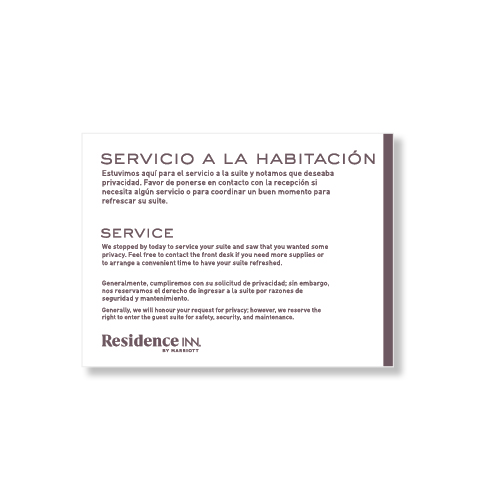 SERVICIO A LA HABITACIÓN
Estuvimos aquí para el servicio a la suite y notamos que deseaba
privacidad. Favor de ponerse en contacto con la recepción si
necesita algún servicio o para coordinar un buen momento para
refrescar su suite.
SERVICE
We stopped by today to service your suite and saw that you wanted some
privacy. Feel free to contact the front desk if you need more supplies or
to arrange a convenient time to have your suite refreshed.
Generalmente, cumpliremos con su solicitud de privacidad; sin embargo,
nos reservamos el derecho de ingresar a la suite por razones de
seguridad y mantenimiento.
Generally, we will honour your request for privacy; however, we reserve the
right to enter the guest suite for safety, security, and maintenance.
Residence INN.
BY MARRIOTT